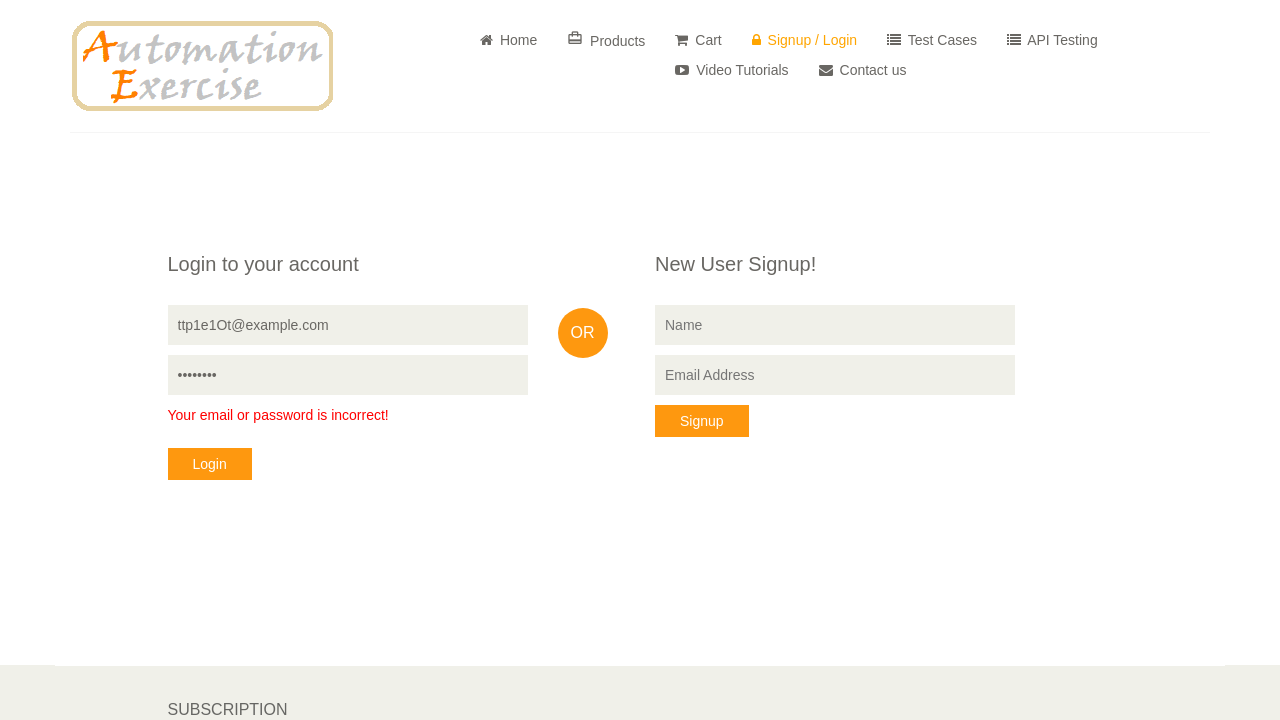 Automation
Exercise
Home
Products
Cart
Signup / Login
Test Cases
API Testing
Video Tutorials
Contact us
Login to your account
ttp1e1Ot@example.com
••••••••
Your email or password is incorrect!
Login
OR
New User Signup!
Name
Email Address
Signup
SUBSCRIPTION